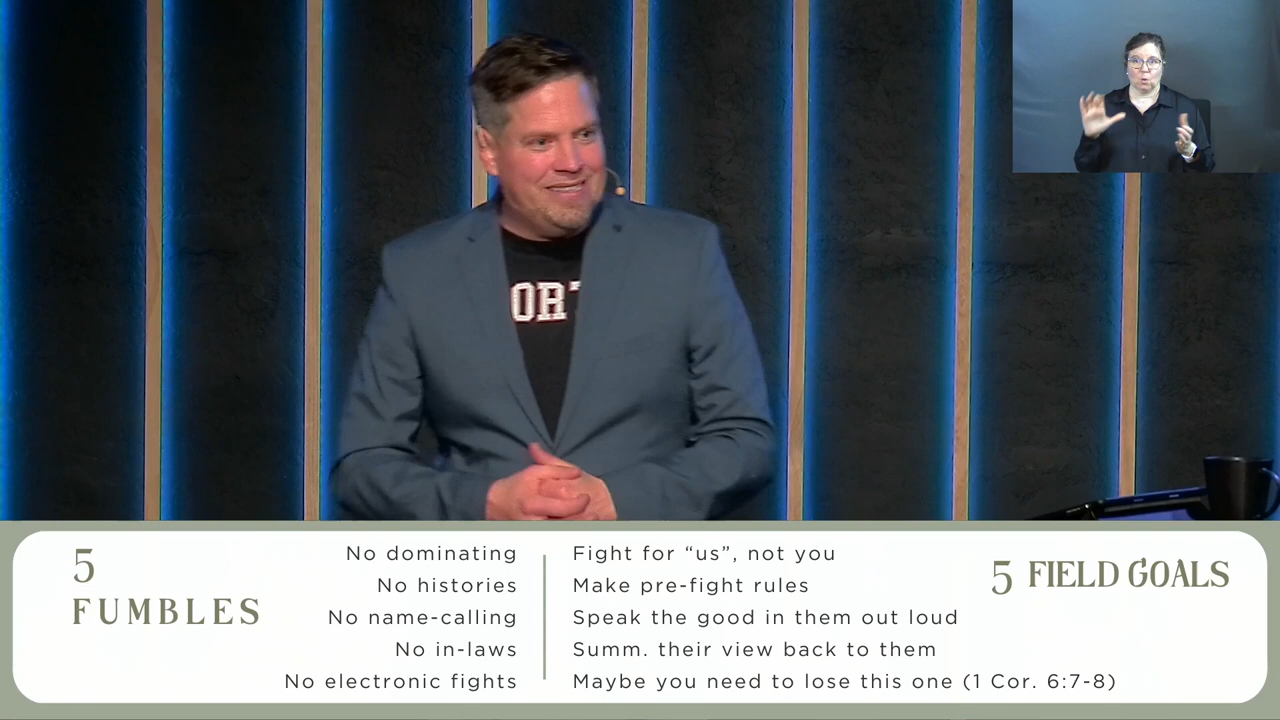 ORT
5
FUMBLES
No dominating
No histories
No name-calling
No in-laws
No electronic fights
Fight for “us”, not you
Make pre-fight rules
Speak the good in them out loud
Summ. their view back to them
Maybe you need to lose this one (1 Cor. 6:7-8)
5 FIELD GOALS